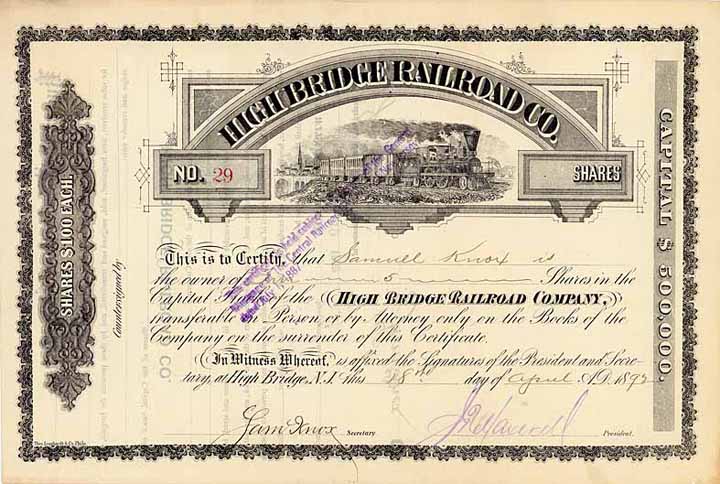 HIGH BRIDGE RAILROAD CO.
NO. 29
SHARES
SHARES $100 EACH.
CAPITAL $ 500,000.
Countersigned by
This is to Certify, that Samuel Knox is
the owner of 5 Shares in the
Capital Stock of the HIGH BRIDGE RAILROAD COMPANY,
transferable in Person or by Attorney only on the Books of the
Company on the surrender of this Certificate.
In Witness Whereof, is affixed the Signatures of the President and Secre-
tary, at High Bridge, N.J. this 18th day of April A.D. 1892
Central Railroad
Sam Knox Secretary
President.